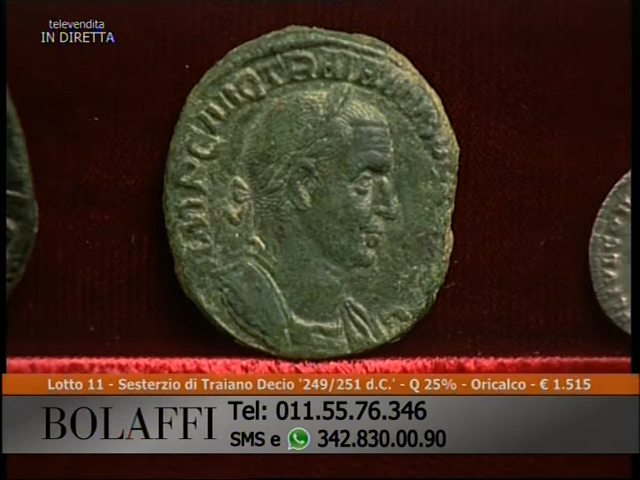 televendita
IN DIRETTA
Lotto 11 - Sesterzio di Traiano Decio '249/251 d.C.' - Q 25% - Oricalco - € 1.515
BOLAFFI
Tel: 011.55.76.346
SMS e 342.830.00.90